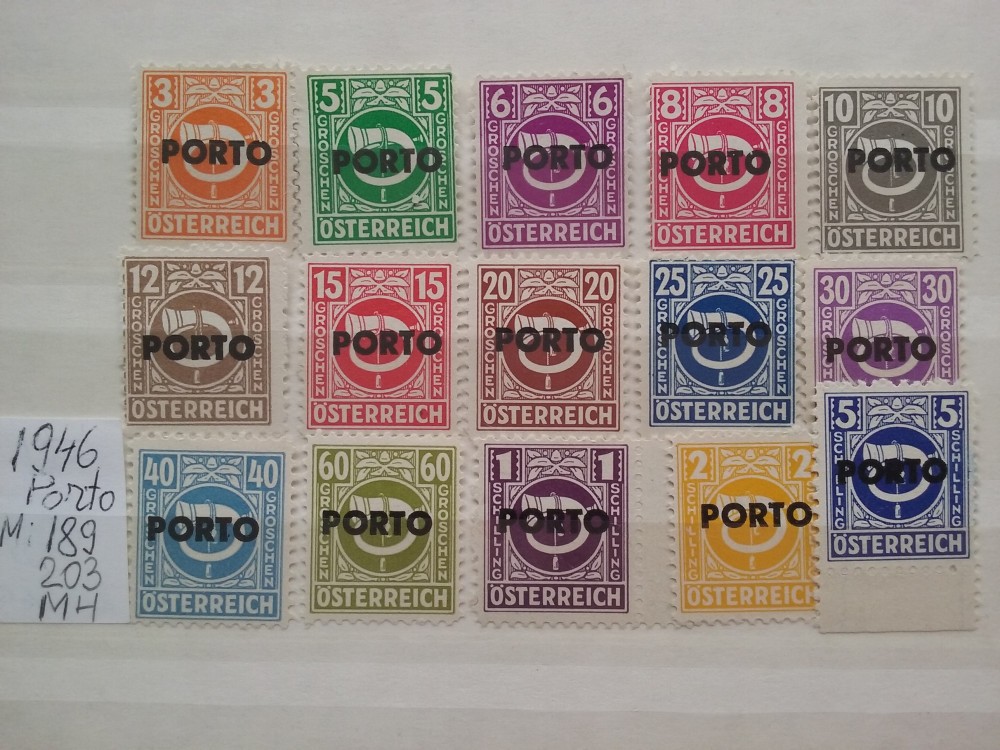 3 3
GROSCHEN GROSCHEN
PORTO
ÖSTERREICH
5 5
GROSCHEN GROSCHEN
PORTO
ÖSTERREICH
6 6
GROSCHEN GROSCHEN
PORTO
ÖSTERREICH
8 8
GROSCHEN GROSCHEN
PORTO
ÖSTERREICH
10 10
GROSCHEN GROSCHEN
PORTO
ÖSTERREICH
12 12
GROSCHEN GROSCHEN
PORTO
ÖSTERREICH
15 15
GROSCHEN GROSCHEN
PORTO
ÖSTERREICH
20 20
GROSCHEN GROSCHEN
PORTO
ÖSTERREICH
25 25
GROSCHEN GROSCHEN
PORTO
ÖSTERREICH
30 30
PORTO
1946
Porto
M: 189
203
MH
40 40
GROSCHEN GROSCHEN
PORTO
ÖSTERREICH
60 60
GROSCHEN GROSCHEN
PORTO
ÖSTERREICH
1 1
SCHILLING SCHILLING
PORTO
ÖSTERREICH
2 2
SCHILLING
PORTO
ÖSTERREICH
5 5
SCHILLING SCHILLING
PORTO
ÖSTERREICH